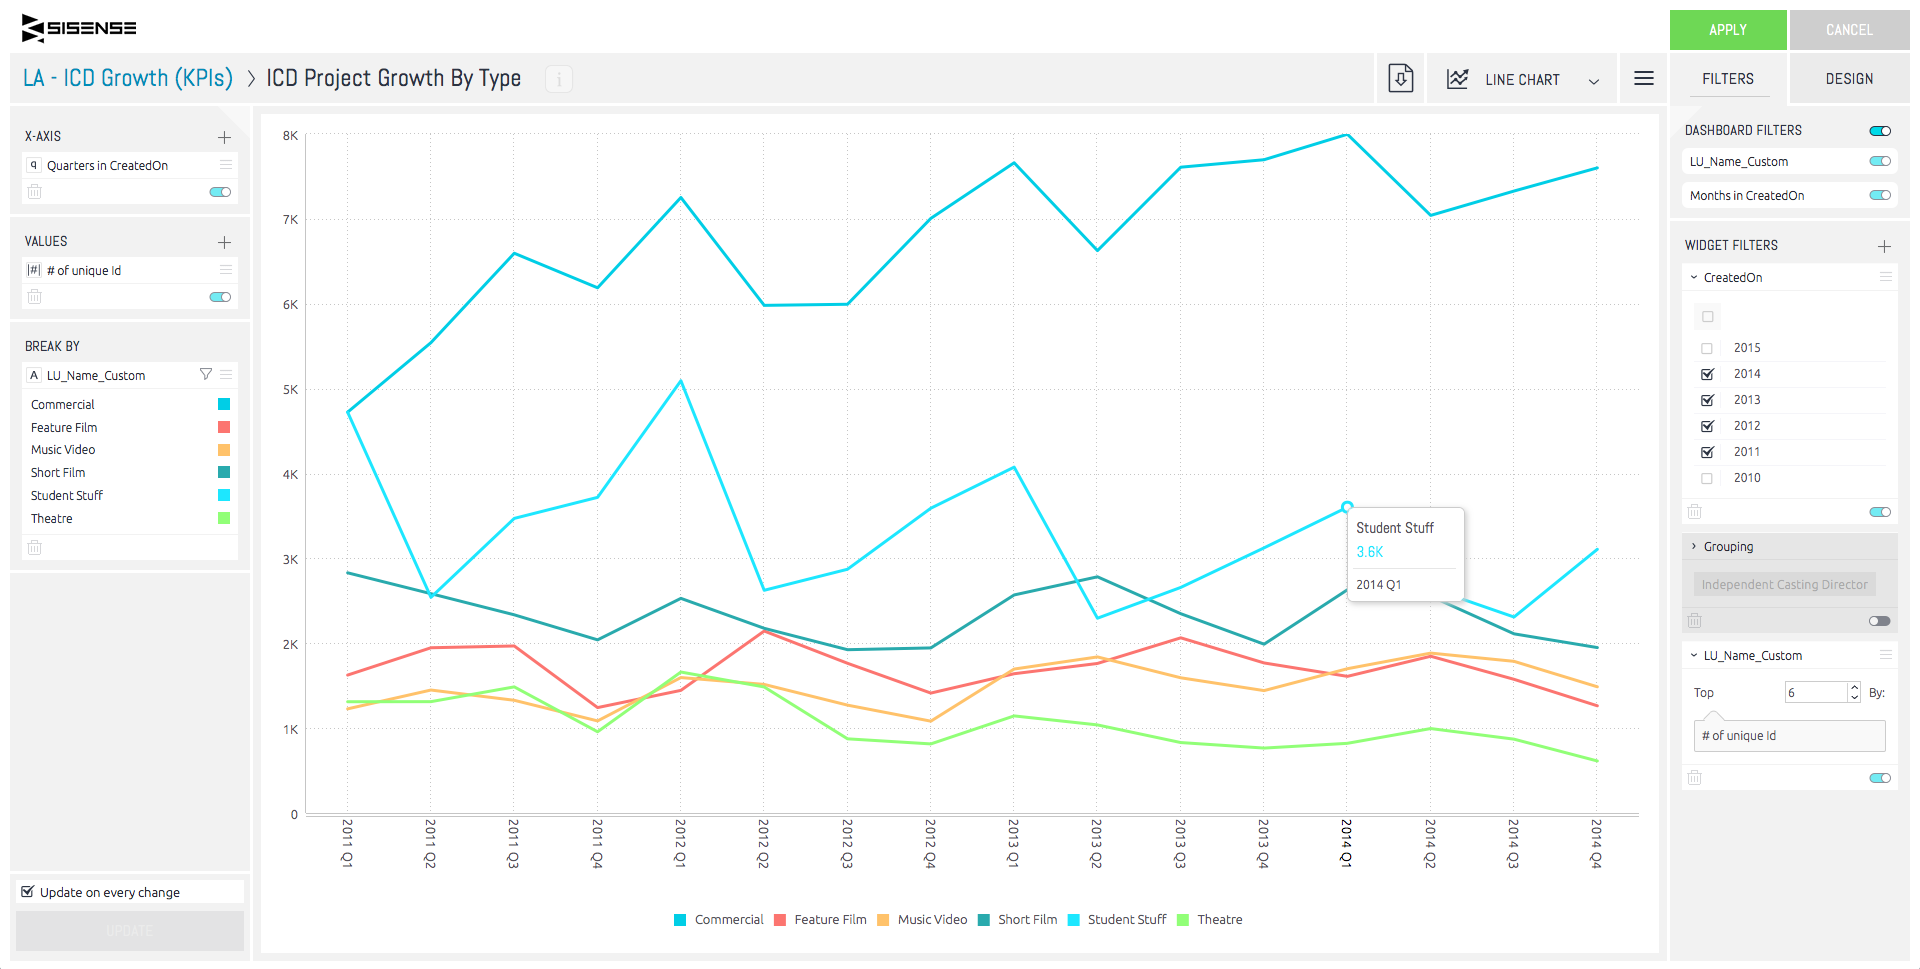 SISENSE
APPLY
CANCEL
LA - ICD Growth (KPIs) > ICD Project Growth By Type
i
LINE CHART
FILTERS
DESIGN
X-AXIS
q Quarters in CreatedOn
VALUES
|#| # of unique Id
BREAK BY
A LU_Name_Custom
Commercial
Feature Film
Music Video
Short Film
Student Stuff
Theatre
Update on every change
UPDATE
8K
7K
6K
5K
4K
3K
2K
1K
0
Student Stuff
3.6K
2014 Q1
2011 Q1
2011 Q2
2011 Q3
2011 Q4
2012 Q1
2012 Q2
2012 Q3
2012 Q4
2013 Q1
2013 Q2
2013 Q3
2013 Q4
2014 Q1
2014 Q2
2014 Q3
2014 Q4
Commercial Feature Film Music Video Short Film Student Stuff Theatre
DASHBOARD FILTERS
LU_Name_Custom
Months in CreatedOn
WIDGET FILTERS
CreatedOn
2015
2014
2013
2012
2011
2010
Grouping
Independent Casting Director
LU_Name_Custom
Top 6 By:
# of unique Id